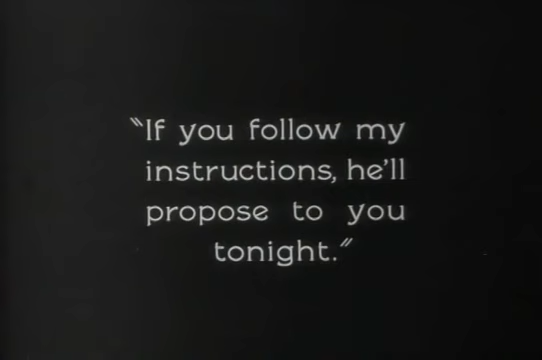 "If you follow my
instructions, he'll
propose to you
tonight."